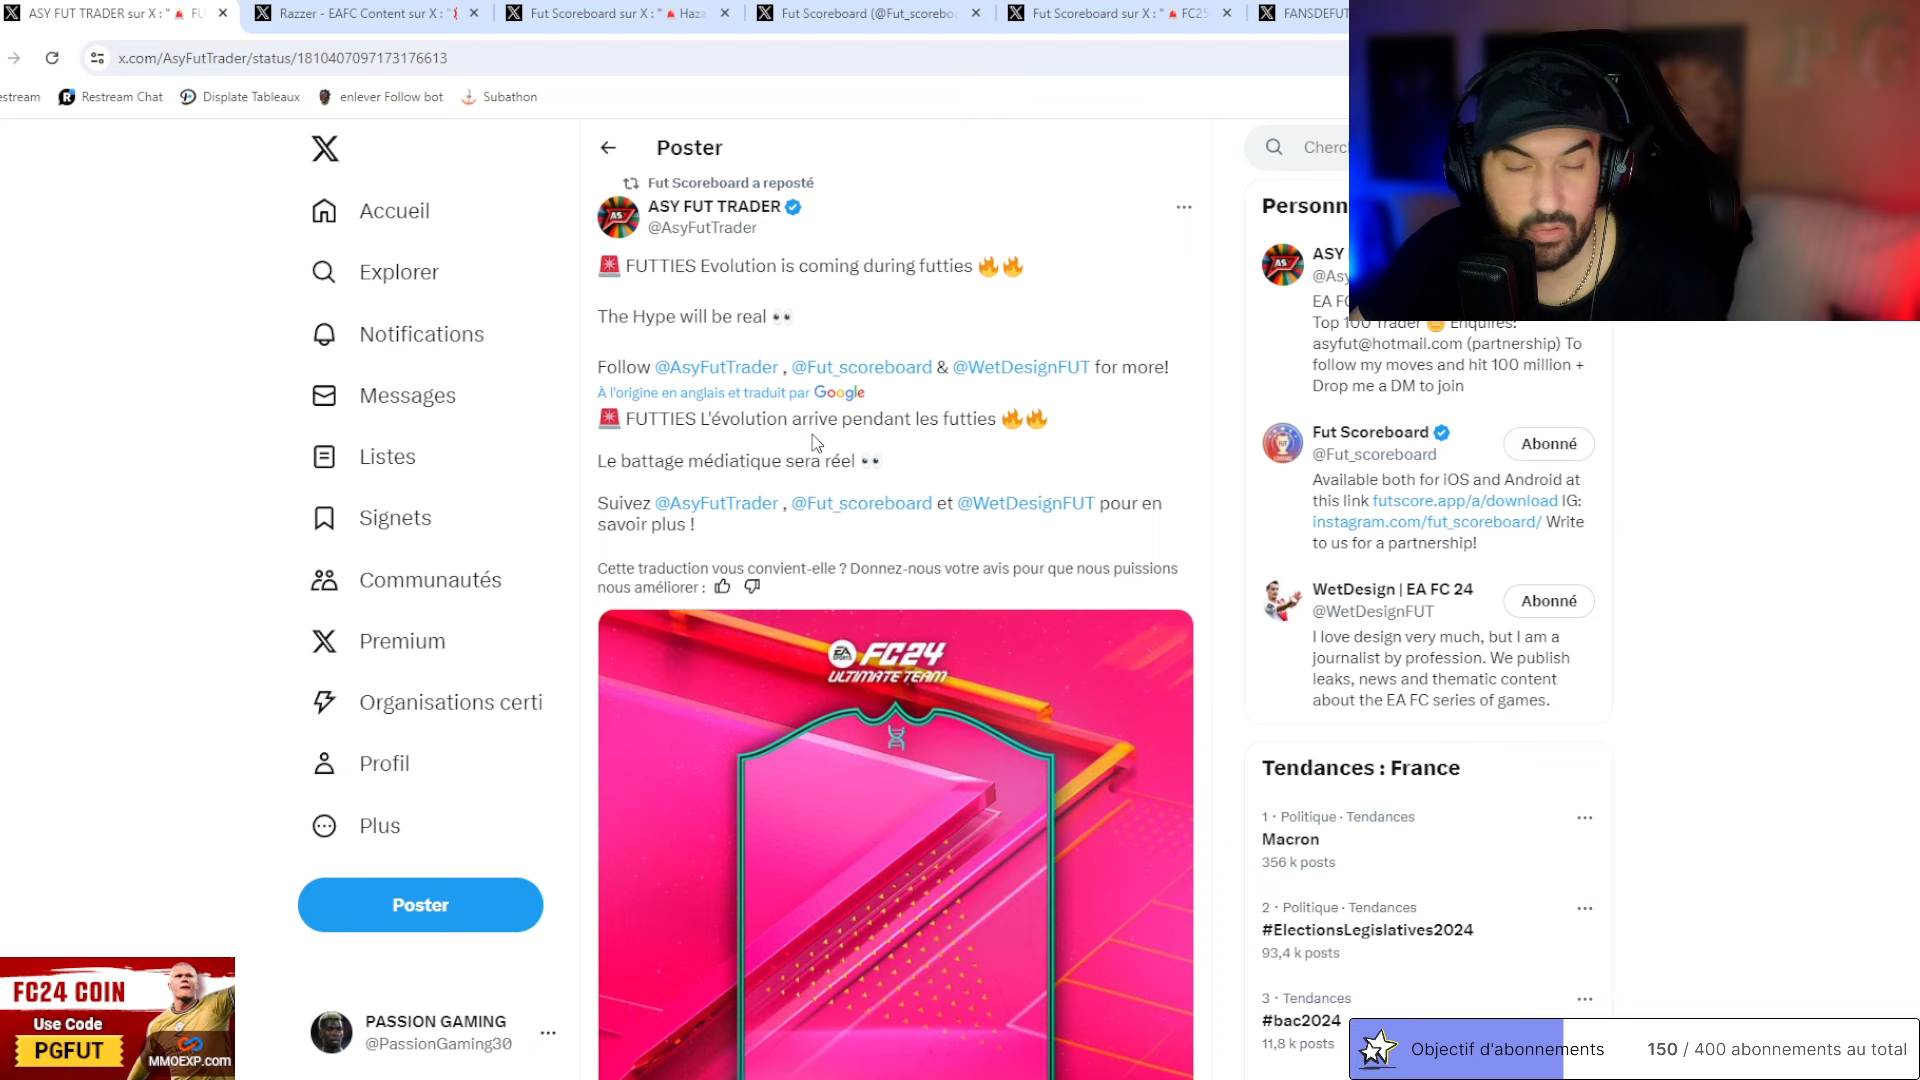 ASY FUT TRADER sur X : "🚨 FU
Razzer - EAFC Content sur X : "
Fut Scoreboard sur X : "🚨 Haza
Fut Scoreboard (@Fut_scorebo
Fut Scoreboard sur X : "🚨 FC25
FANSDEFUT
x.com/AsyFutTrader/status/1810407097173176613
estream
Restream Chat
Displate Tableaux
enlever Follow bot
Subathon
Accueil
Explorer
Notifications
Messages
Listes
Signets
Communautés
Premium
Organisations certi
Profil
Plus
Poster
PASSION GAMING
@PassionGaming30
FC24 COIN
Use Code
PGFUT
MMOEXP.com
Poster
Fut Scoreboard a reposté
ASY FUT TRADER
@AsyFutTrader
🚨 FUTTIES Evolution is coming during futties 🔥🔥
The Hype will be real 👀
Follow @AsyFutTrader , @Fut_scoreboard & @WetDesignFUT for more!
À l'origine en anglais et traduit par Google
🚨 FUTTIES L'évolution arrive pendant les futties 🔥🔥
Le battage médiatique sera réel 👀
Suivez @AsyFutTrader , @Fut_scoreboard et @WetDesignFUT pour en
savoir plus !
Cette traduction vous convient-elle ? Donnez-nous votre avis pour que nous puissions
nous améliorer :
EA SPORTS FC24
ULTIMATE TEAM
Cherc
Personn
ASY
@Asy
EA FC
Top 100 Trader 🪙 Enquires:
asyfut@hotmail.com (partnership) To
follow my moves and hit 100 million +
Drop me a DM to join
Fut Scoreboard
@Fut_scoreboard
Abonné
Available both for iOS and Android at
this link futscore.app/a/download IG:
instagram.com/fut_scoreboard/ Write
to us for a partnership!
WetDesign | EA FC 24
@WetDesignFUT
Abonné
I love design very much, but I am a
journalist by profession. We publish
leaks, news and thematic content
about the EA FC series of games.
Tendances : France
1 · Politique · Tendances
Macron
356 k posts
2 · Politique · Tendances
#ElectionsLegislatives2024
93,4 k posts
3 · Tendances
#bac2024
11,8 k posts
Objectif d'abonnements
150 / 400 abonnements au total